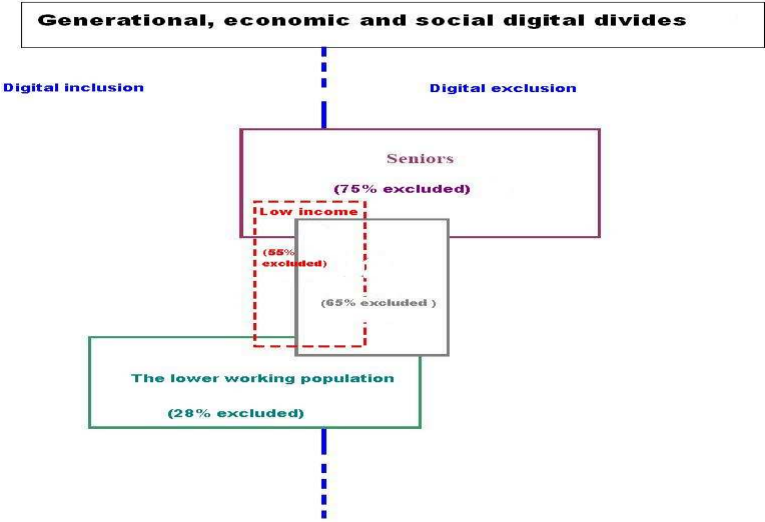 Generational, economic and social digital divides
Digital inclusion
Digital exclusion
Seniors
(75% excluded)
Low income
(55%
excluded)
(65% excluded )
The lower working population
(28% excluded)